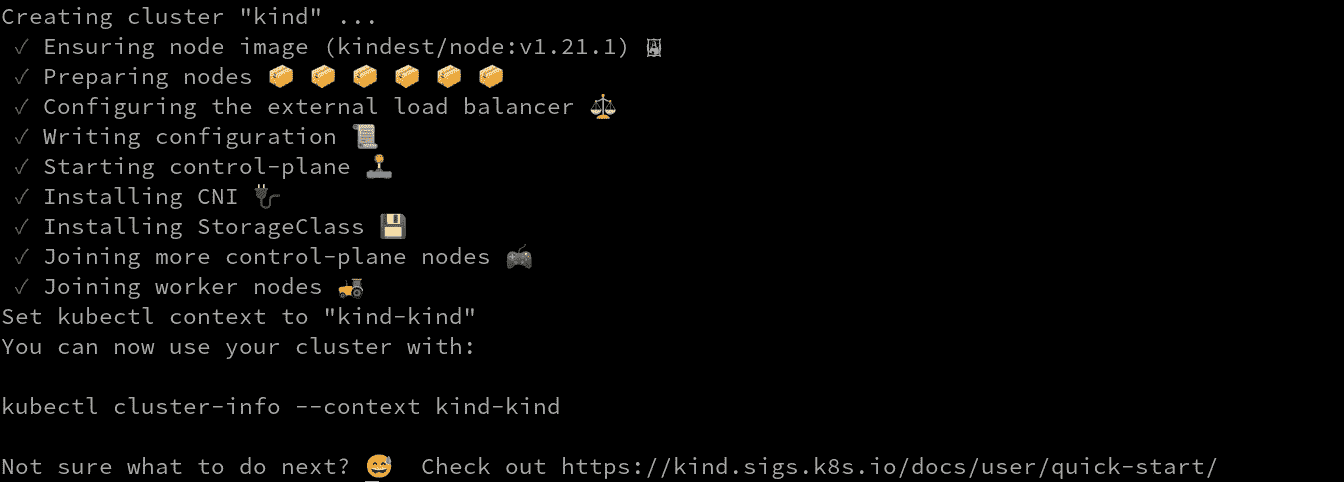 Creating cluster "kind" ...
✓ Ensuring node image (kindest/node:v1.21.1) 🖼
✓ Preparing nodes 📦 📦 📦 📦 📦 📦
✓ Configuring the external load balancer ⚖️
✓ Writing configuration 📜
✓ Starting control-plane 🕹️
✓ Installing CNI 🔌
✓ Installing StorageClass 💾
✓ Joining more control-plane nodes 🎮
✓ Joining worker nodes 🚜
Set kubectl context to "kind-kind"
You can now use your cluster with:

kubectl cluster-info --context kind-kind

Not sure what to do next? 😅  Check out https://kind.sigs.k8s.io/docs/user/quick-start/